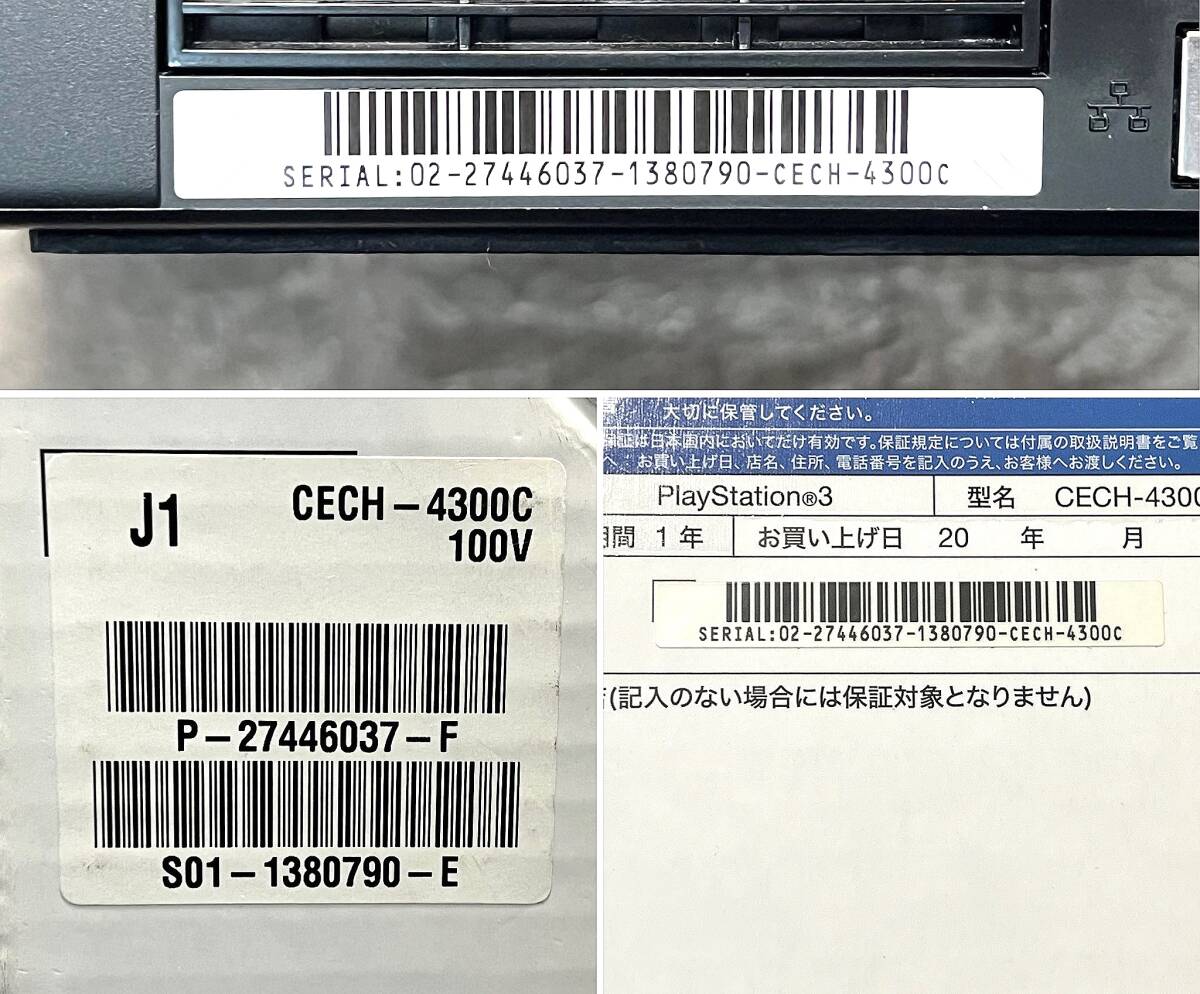 SERIAL:02-27446037-1380790-CECH-4300C
J1
CECH-4300C
100V
P-27446037-F
S01-1380790-E
大切に保管してください。
は日本国内においてだけ有効です。保証規定については付属の取扱説明書をご覧
お買い上げ日、店名、住所、電話番号を記入のうえ、お客様へお渡しください。
PlayStation®3 型名 CECH-4300
期間 1 年 お買い上げ日 20 年 月
SERIAL:02-27446037-1380790-CECH-4300C
(記入のない場合には保証対象となりません)